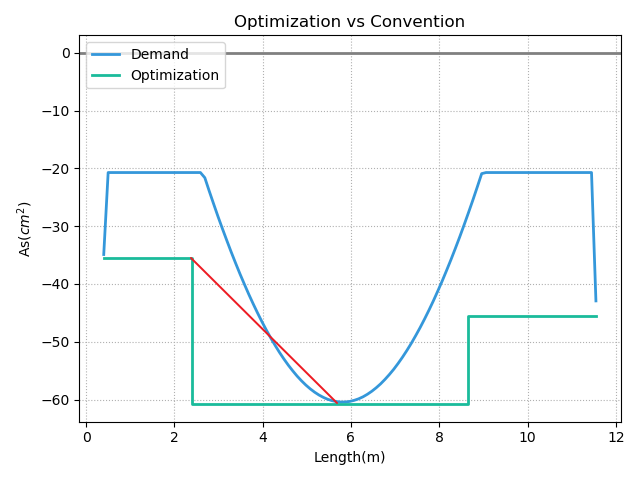 Optimization vs Convention
Demand
Optimization
0
−10
−20
−30
−40
−50
−60
As(cm²)
0 2 4 6 8 10 12
Length(m)